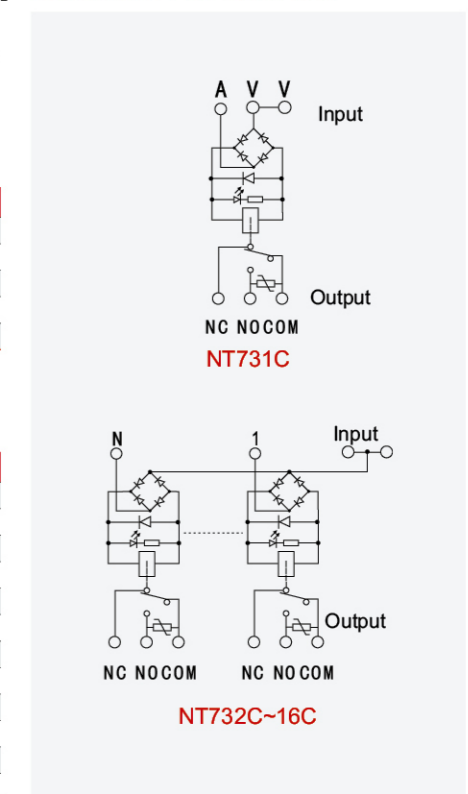 A V V
Input
Output
NC NO COM
NT731C
N 1 Input
Output
NC NO COM NC NO COM
NT732C~16C